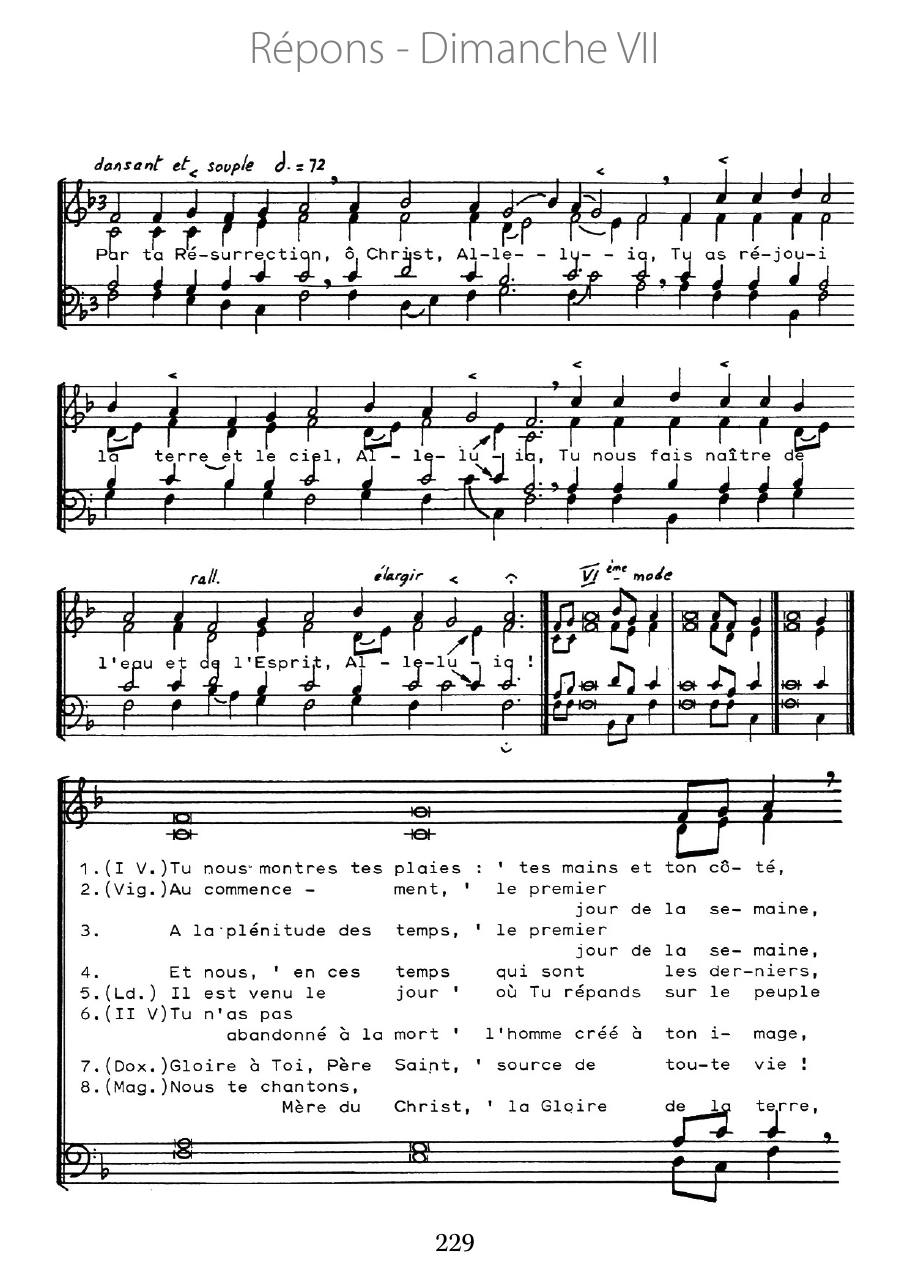 Répons - Dimanche VII
dansant et souple d. = 72
Par ta Ré-surrection, ô Christ, Al-le- - lu- - ia, Tu as ré-jou-i
la terre et le ciel, Al - le- lu - ia, Tu nous fais naître de
rall. élargir VI ème mode
l'eau et de l'Esprit, Al - le-lu - ia !
1.(I V.)Tu nous montres tes plaies : ' tes mains et ton cô- té,
2.(Vig.)Au commence - ment, ' le premier
jour de la se- maine,
3. A la plénitude des temps, ' le premier
jour de la se- maine,
4. Et nous, ' en ces temps qui sont les der-niers,
5.(Ld.) Il est venu le jour ' où Tu répands sur le peuple
6.(II V)Tu n'as pas
abandonné à la mort ' l'homme créé à ton i- mage,
7.(Dox.)Gloire à Toi, Père Saint, ' source de tou-te vie !
8.(Mag.)Nous te chantons,
Mère du Christ, ' la Gloire de la terre,
229